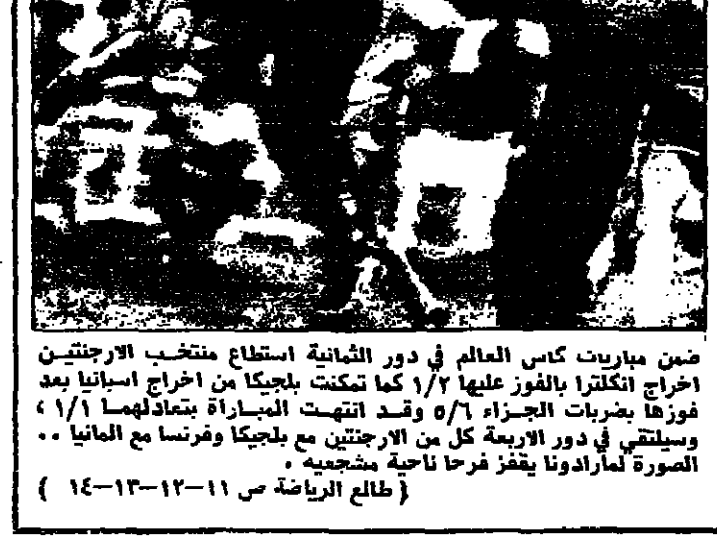 ضمن مباريات كاس العالم في دور الثمانية استطاع منتخب الارجنتين
اخراج انكلترا بالفوز عليها ١/٢ كما تمكنت بلجيكا من اخراج اسبانيا بعد
فوزها بضربات الجزاء ٥/٦ وقد انتهت المباراة بتعادلهما ١/١ ،
وسيلتقي في دور الاربعة كل من الارجنتين مع بلجيكا وفرنسا مع المانيا ..
الصورة لمارادونا يقفز فرحا ناحية مشجعيه .
( طالع الرياضة ص ١١-١٢-١٣-١٤ )